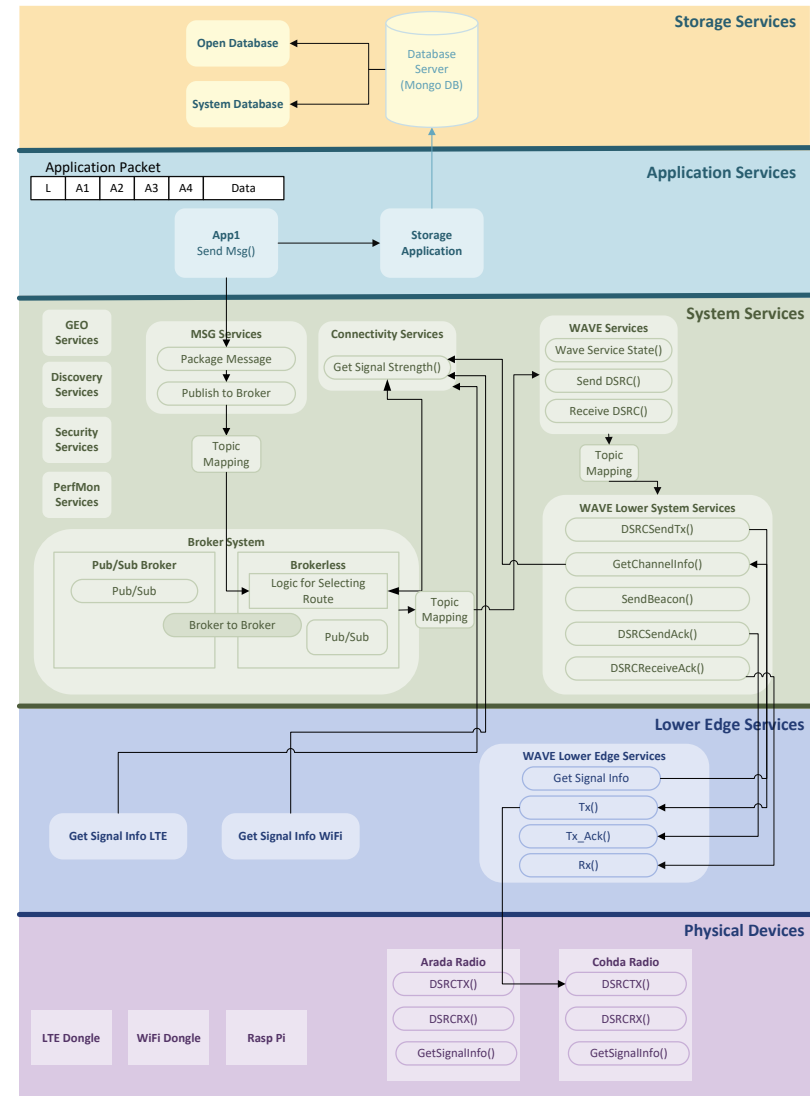 Storage Services
Open Database
System Database
Database
Server
(Mongo DB)
Application Services
Application Packet
L A1 A2 A3 A4 Data
App1
Send Msg()
Storage
Application
System Services
GEO
Services
Discovery
Services
Security
Services
PerfMon
Services
MSG Services
Package Message
Publish to Broker
Topic
Mapping
Connectivity Services
Get Signal Strength()
WAVE Services
Wave Service State()
Send DSRC()
Receive DSRC()
Topic
Mapping
WAVE Lower System Services
DSRCSendTx()
GetChannelInfo()
SendBeacon()
DSRCSendAck()
DSRCReceiveAck()
Broker System
Pub/Sub Broker
Pub/Sub
Broker to Broker
Brokerless
Logic for Selecting
Route
Pub/Sub
Topic
Mapping
Lower Edge Services
WAVE Lower Edge Services
Get Signal Info
Tx()
Tx_Ack()
Rx()
Get Signal Info LTE
Get Signal Info WiFi
Physical Devices
LTE Dongle
WiFi Dongle
Rasp Pi
Arada Radio
DSRCTX()
DSRCRX()
GetSignalInfo()
Cohda Radio
DSRCTX()
DSRCRX()
GetSignalInfo()